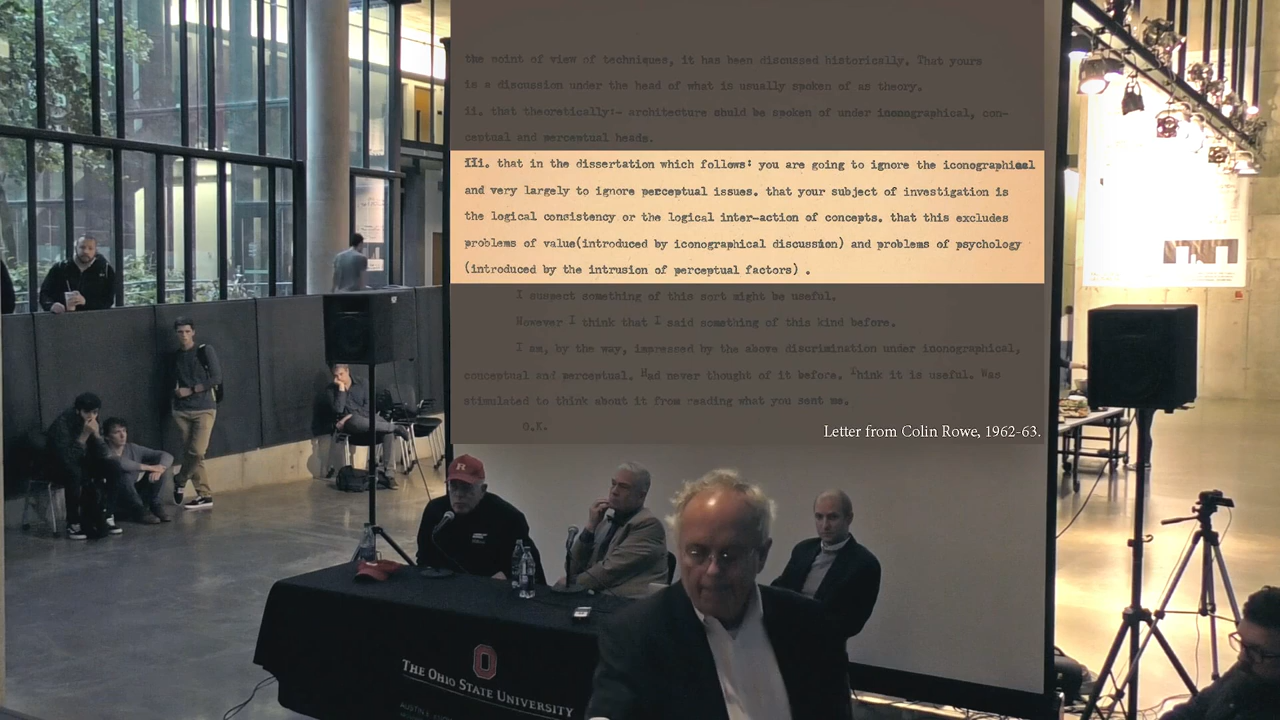 the point of view of techniques, it has been discussed historically. That yours
is a discussion under the head of what is usually spoken of as theory.
ii. that theoretically:- architecture shuld be spoken of under inonographical, con-
ceptual and perceptual heads.
III. that in the dissertation which follows: you are going to ignore the iconographical
and very largely to ignore perceptual issues. that your subject of investigation is
the logical consistency or the logical inter-action of concepts. that this excludes
problems of value(introduced by iconographical discussion) and problems of psychology
(introduced by the intrusion of perceptual factors) .
I suspect something of this sort might be useful.
However I think that I said something of this kind before.
I am, by the way, impressed by the above discrimination under inonographical,
conceptual and perceptual. Had never thought of it before. Think it is useful. Was
stimulated to think about it from reading what you sent me.
O.K.
Letter from Colin Rowe, 1962-63.
R
O
THE OHIO STATE UNIVERSITY
AUSTIN E.